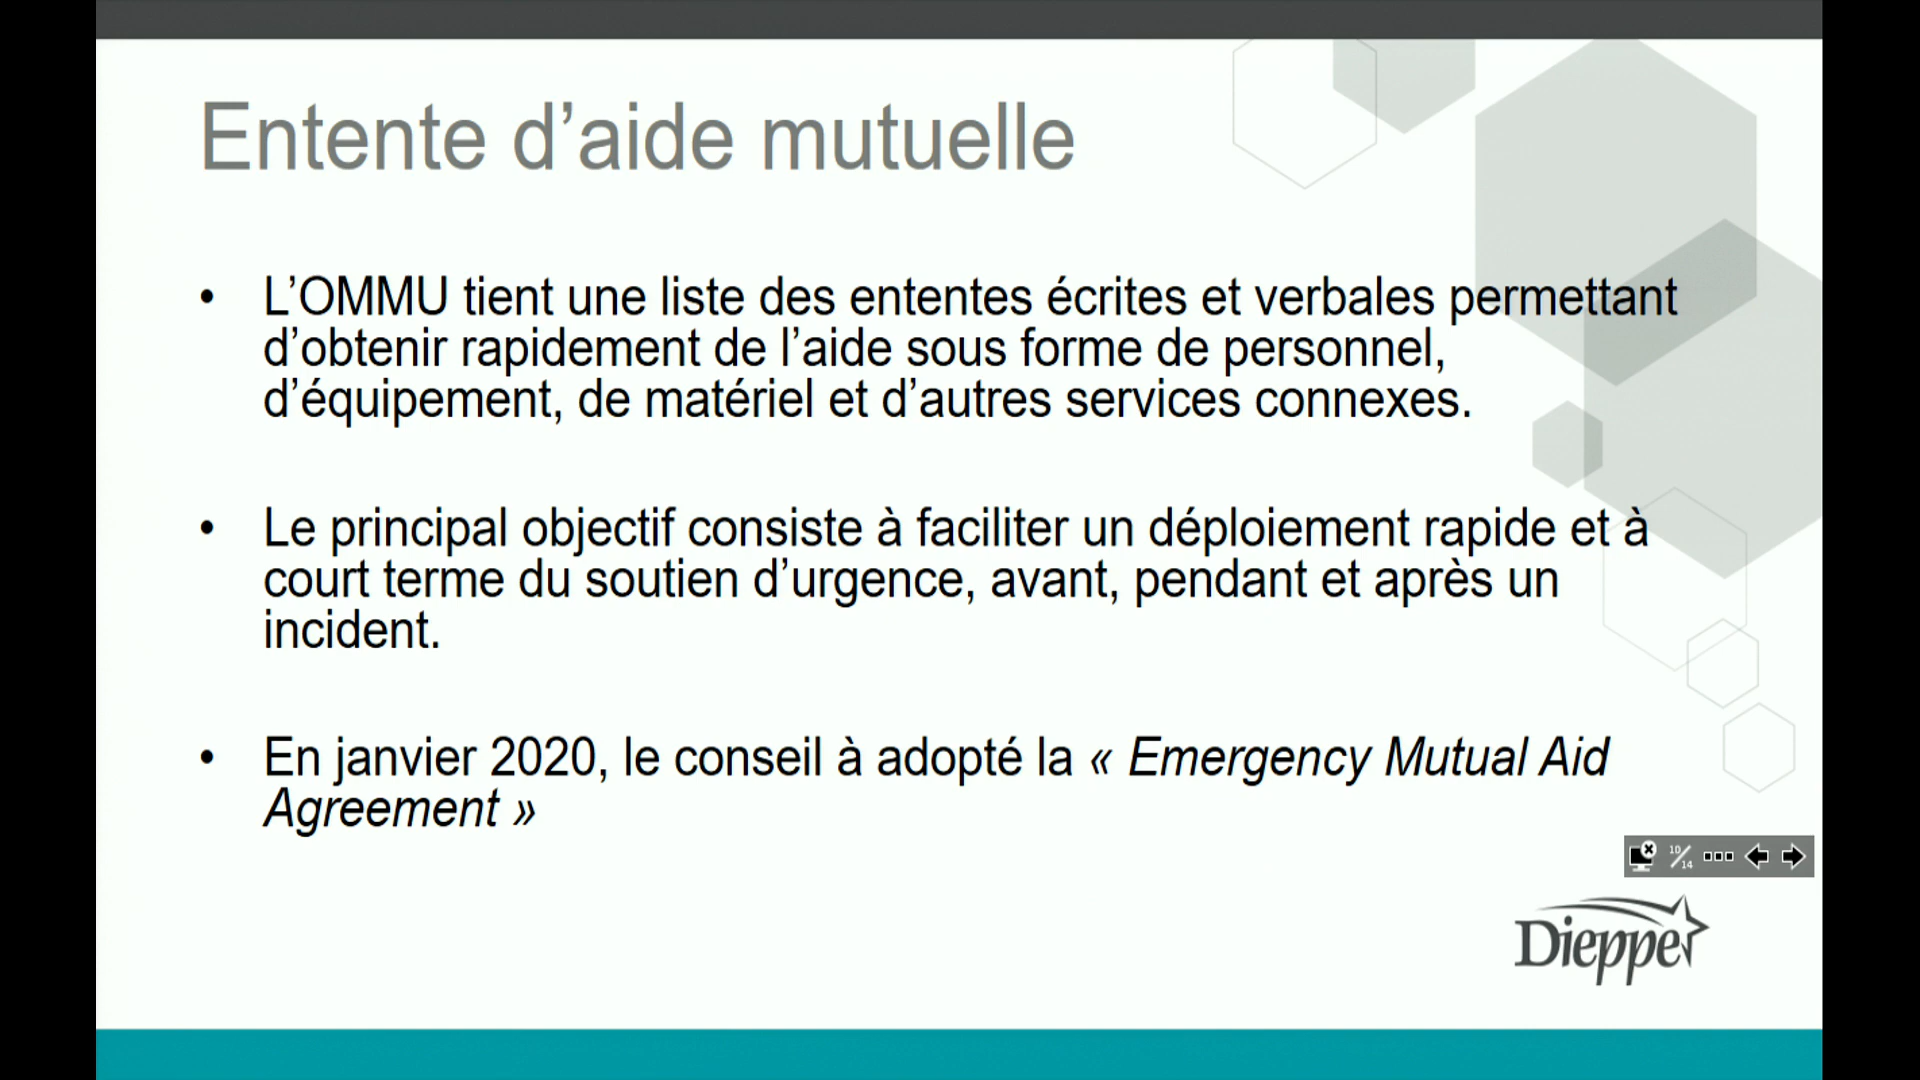 Entente d’aide mutuelle
• L’OMMU tient une liste des ententes écrites et verbales permettant
d’obtenir rapidement de l’aide sous forme de personnel,
d’équipement, de matériel et d’autres services connexes.
• Le principal objectif consiste à faciliter un déploiement rapide et à
court terme du soutien d’urgence, avant, pendant et après un
incident.
• En janvier 2020, le conseil à adopté la « Emergency Mutual Aid
Agreement »
10/14
Dieppe